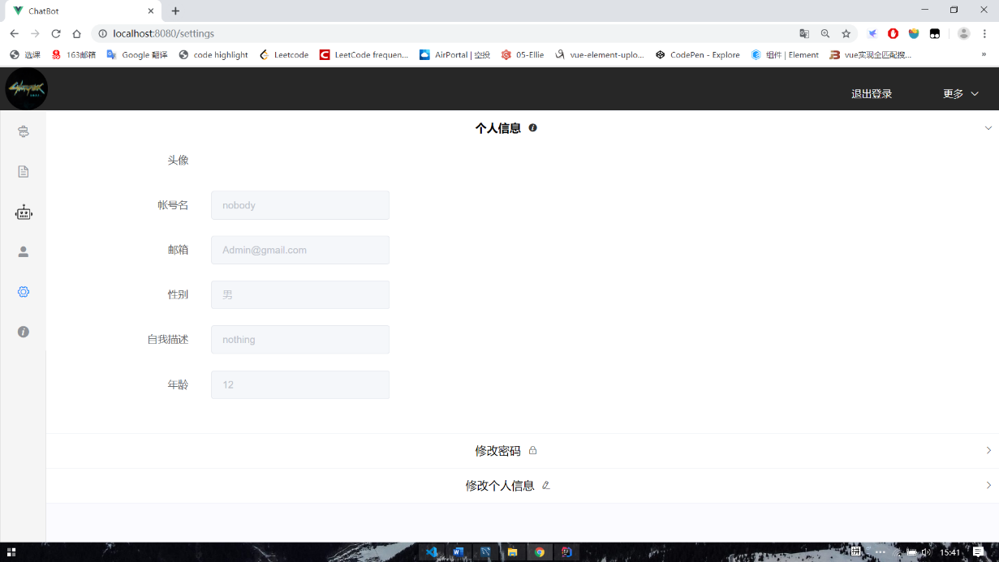 ChatBot
localhost:8080/settings
选课
163邮箱
Google 翻译
code highlight
Leetcode
LeetCode frequen...
AirPortal | 空投
05-Ellie
vue-element-uplo...
CodePen - Explore
组件 | Element
vue实现全匹配搜...
»
退出登录
更多
个人信息
头像
帐号名
nobody
邮箱
Admin@gmail.com
性别
男
自我描述
nothing
年龄
12
修改密码
修改个人信息
拼
15:41